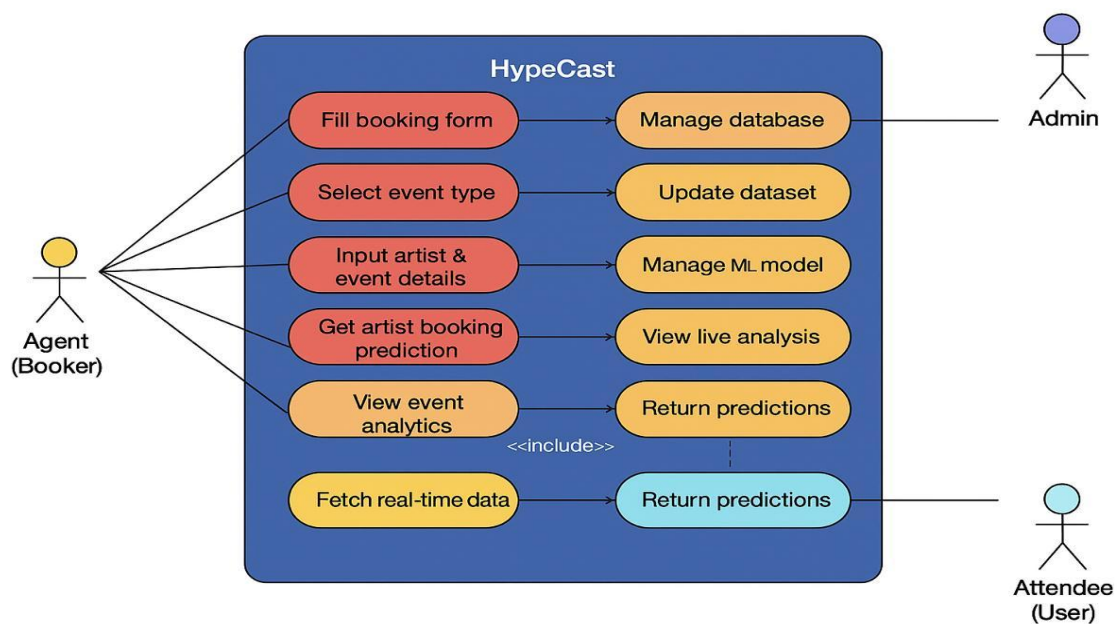 HypeCast
Fill booking form
Manage database
Admin
Select event type
Update dataset
Input artist &
event details
Manage ML model
Agent
(Booker)
Get artist booking
prediction
View live analysis
View event
analytics
Return predictions
<<include>>
Fetch real-time data
Return predictions
Attendee
(User)